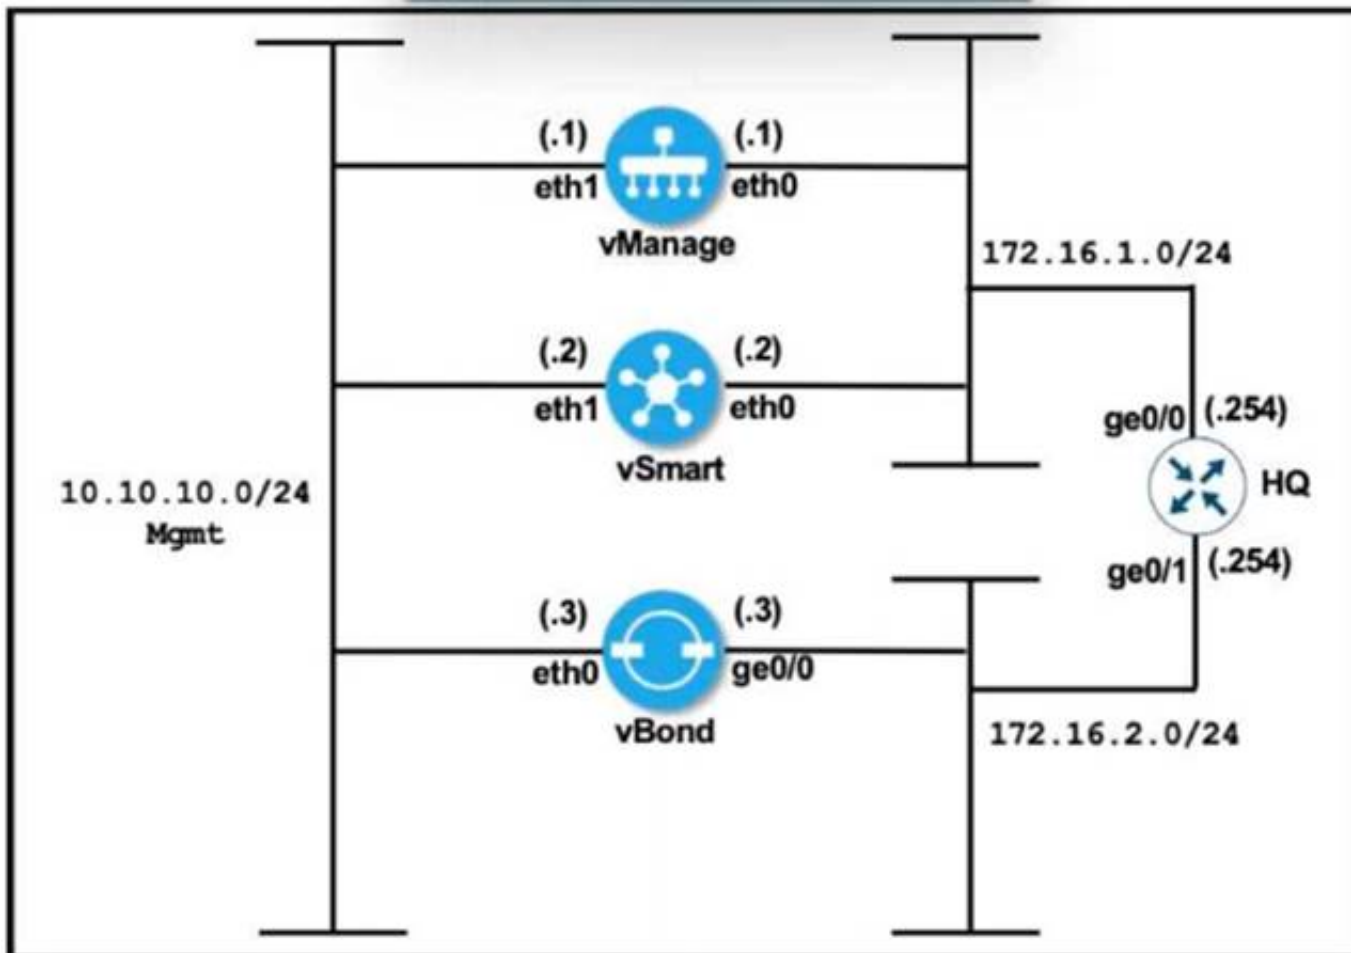 (.1)
(.1)
eth1
eth0
vManage
172.16.1.0/24
(.2)
(.2)
eth1
eth0
vSmart
ge0/0
(.254)
HQ
10.10.10.0/24
Mgmt
ge0/1
(.254)
(.3)
(.3)
eth0
ge0/0
vBond
172.16.2.0/24